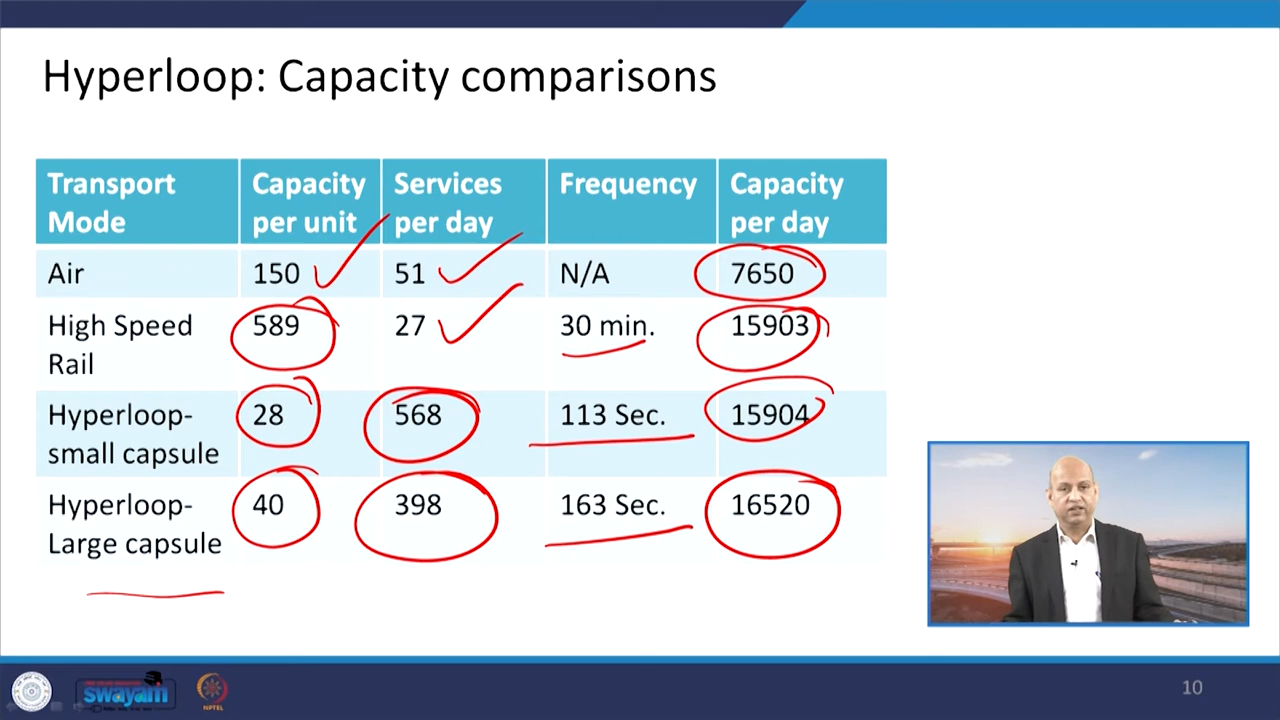 Hyperloop: Capacity comparisons
Transport Mode | Capacity per unit | Services per day | Frequency | Capacity per day
Air | 150 | 51 | N/A | 7650
High Speed Rail | 589 | 27 | 30 min. | 15903
Hyperloop-small capsule | 28 | 568 | 113 Sec. | 15904
Hyperloop-Large capsule | 40 | 398 | 163 Sec. | 16520
swayam
NPTEL
10